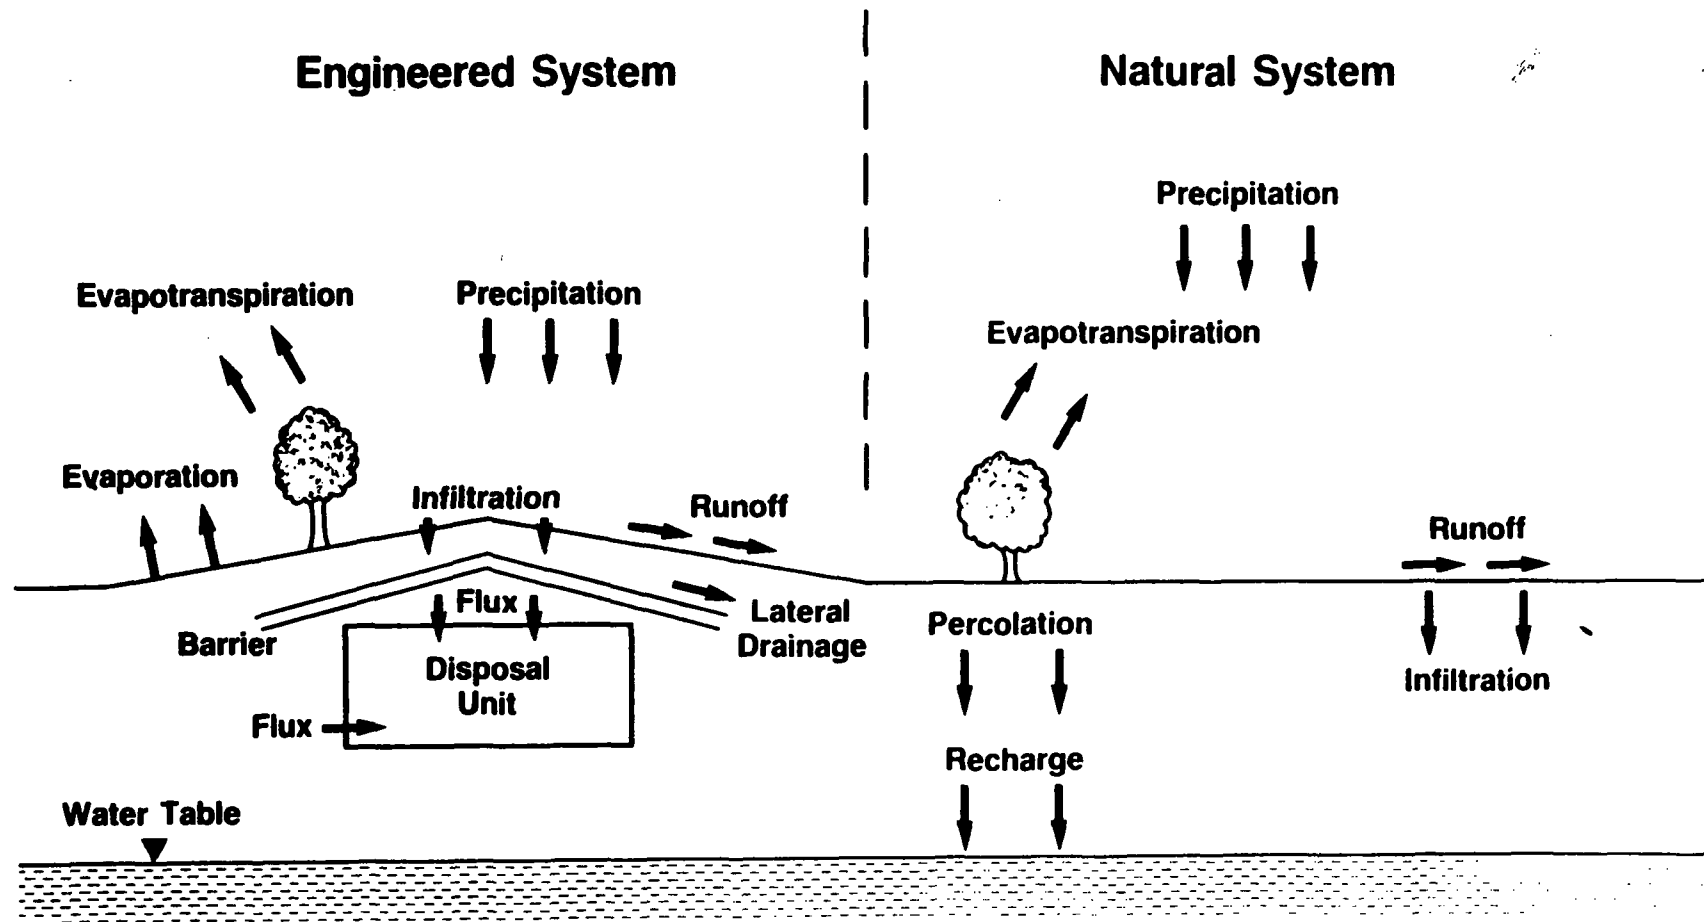 Engineered System
Natural System
Precipitation
Evapotranspiration
Precipitation
Evapotranspiration
Evaporation
Infiltration
Runoff
Runoff
Flux
Lateral
Drainage
Barrier
Percolation
Disposal
Unit
Infiltration
Flux
Recharge
Water Table